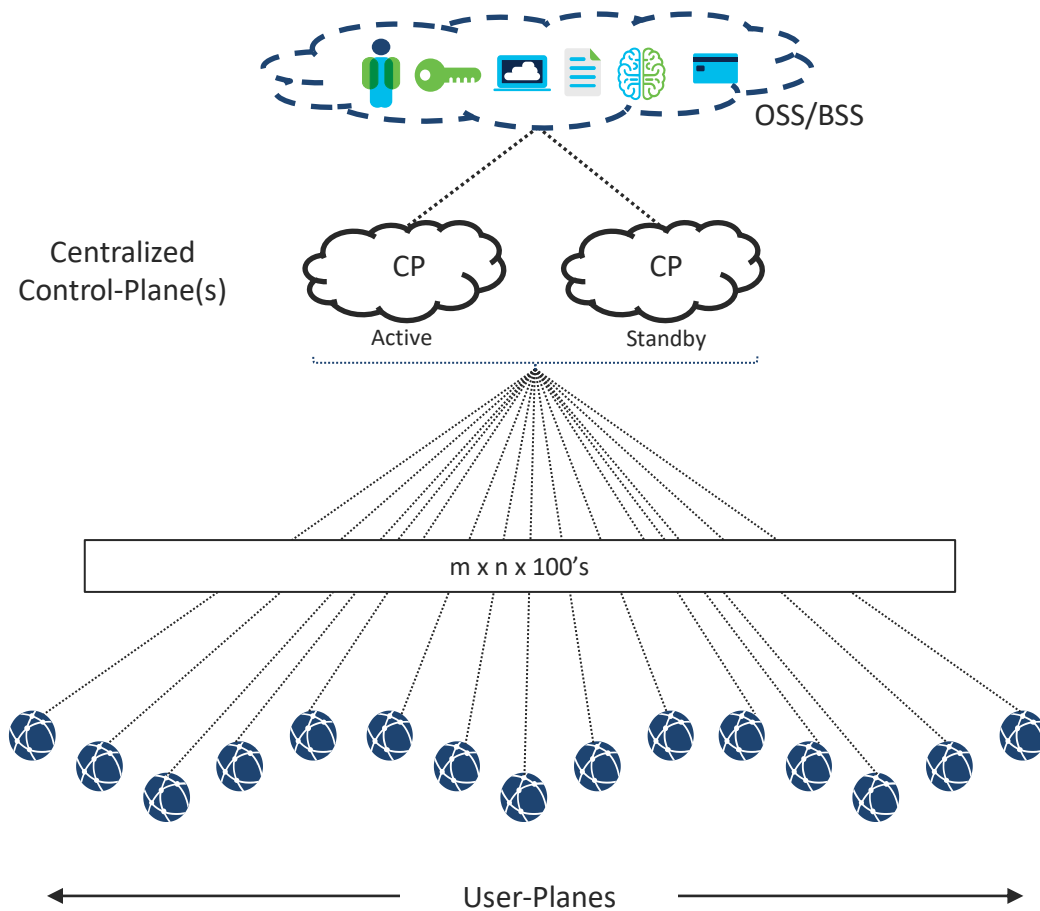 OSS/BSS
Centralized
Control-Plane(s)
CP
CP
Active
Standby
m x n x 100’s
User-Planes